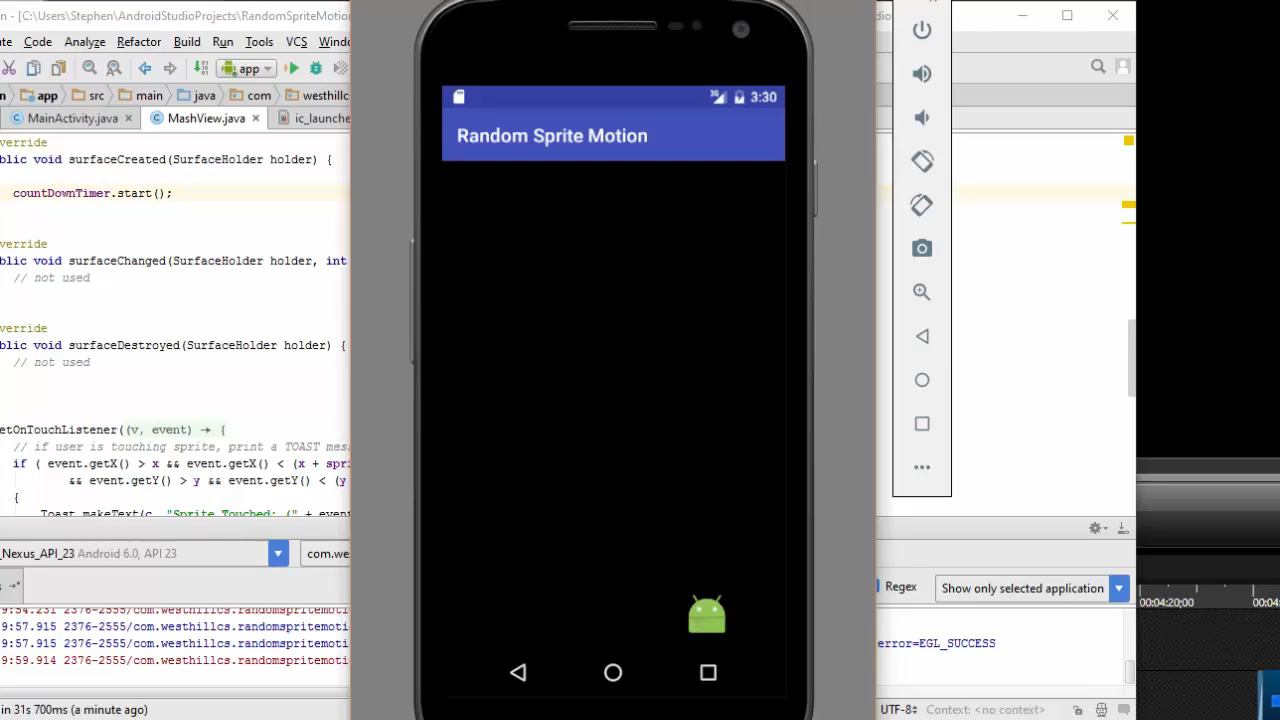 n - [C:\Users\Stephen\AndroidStudioProjects\RandomSpriteMotion
ate Code Analyze Refactor Build Run Tools VCS Windo
app
n app src main java com westhillc
MainActivity.java MashView.java ic_launche
verride
blic void surfaceCreated(SurfaceHolder holder) {
countDownTimer.start();
verride
blic void surfaceChanged(SurfaceHolder holder, int
// not used
verride
blic void surfaceDestroyed(SurfaceHolder holder) {
// not used
etOnTouchListener((v, event) → {
// if user is touching sprite, print a TOAST mes
if ( event.getX() > x && event.getX() < (x + spri
&& event.getY() > y && event.getY() < (y
{
Toast.makeText(c, "Sprite Touched: (" + even
_Nexus_API_23 Android 6.0, API 23 com.we
9:54.231 2376-2555/com.westhillcs.randomspritemoti
9:57.915 2376-2555/com.westhillcs.randomspritemoti
9:57.915 2376-2555/com.westhillcs.randomspritemoti
9:59.914 2376-2555/com.westhillcs.randomspritemoti
in 31s 700ms (a minute ago)
3G 3:30
Random Sprite Motion
dio
Regex Show only selected application
error=EGL_SUCCESS
UTF-8 Context: <no context>
00:04:20;00 00:04: